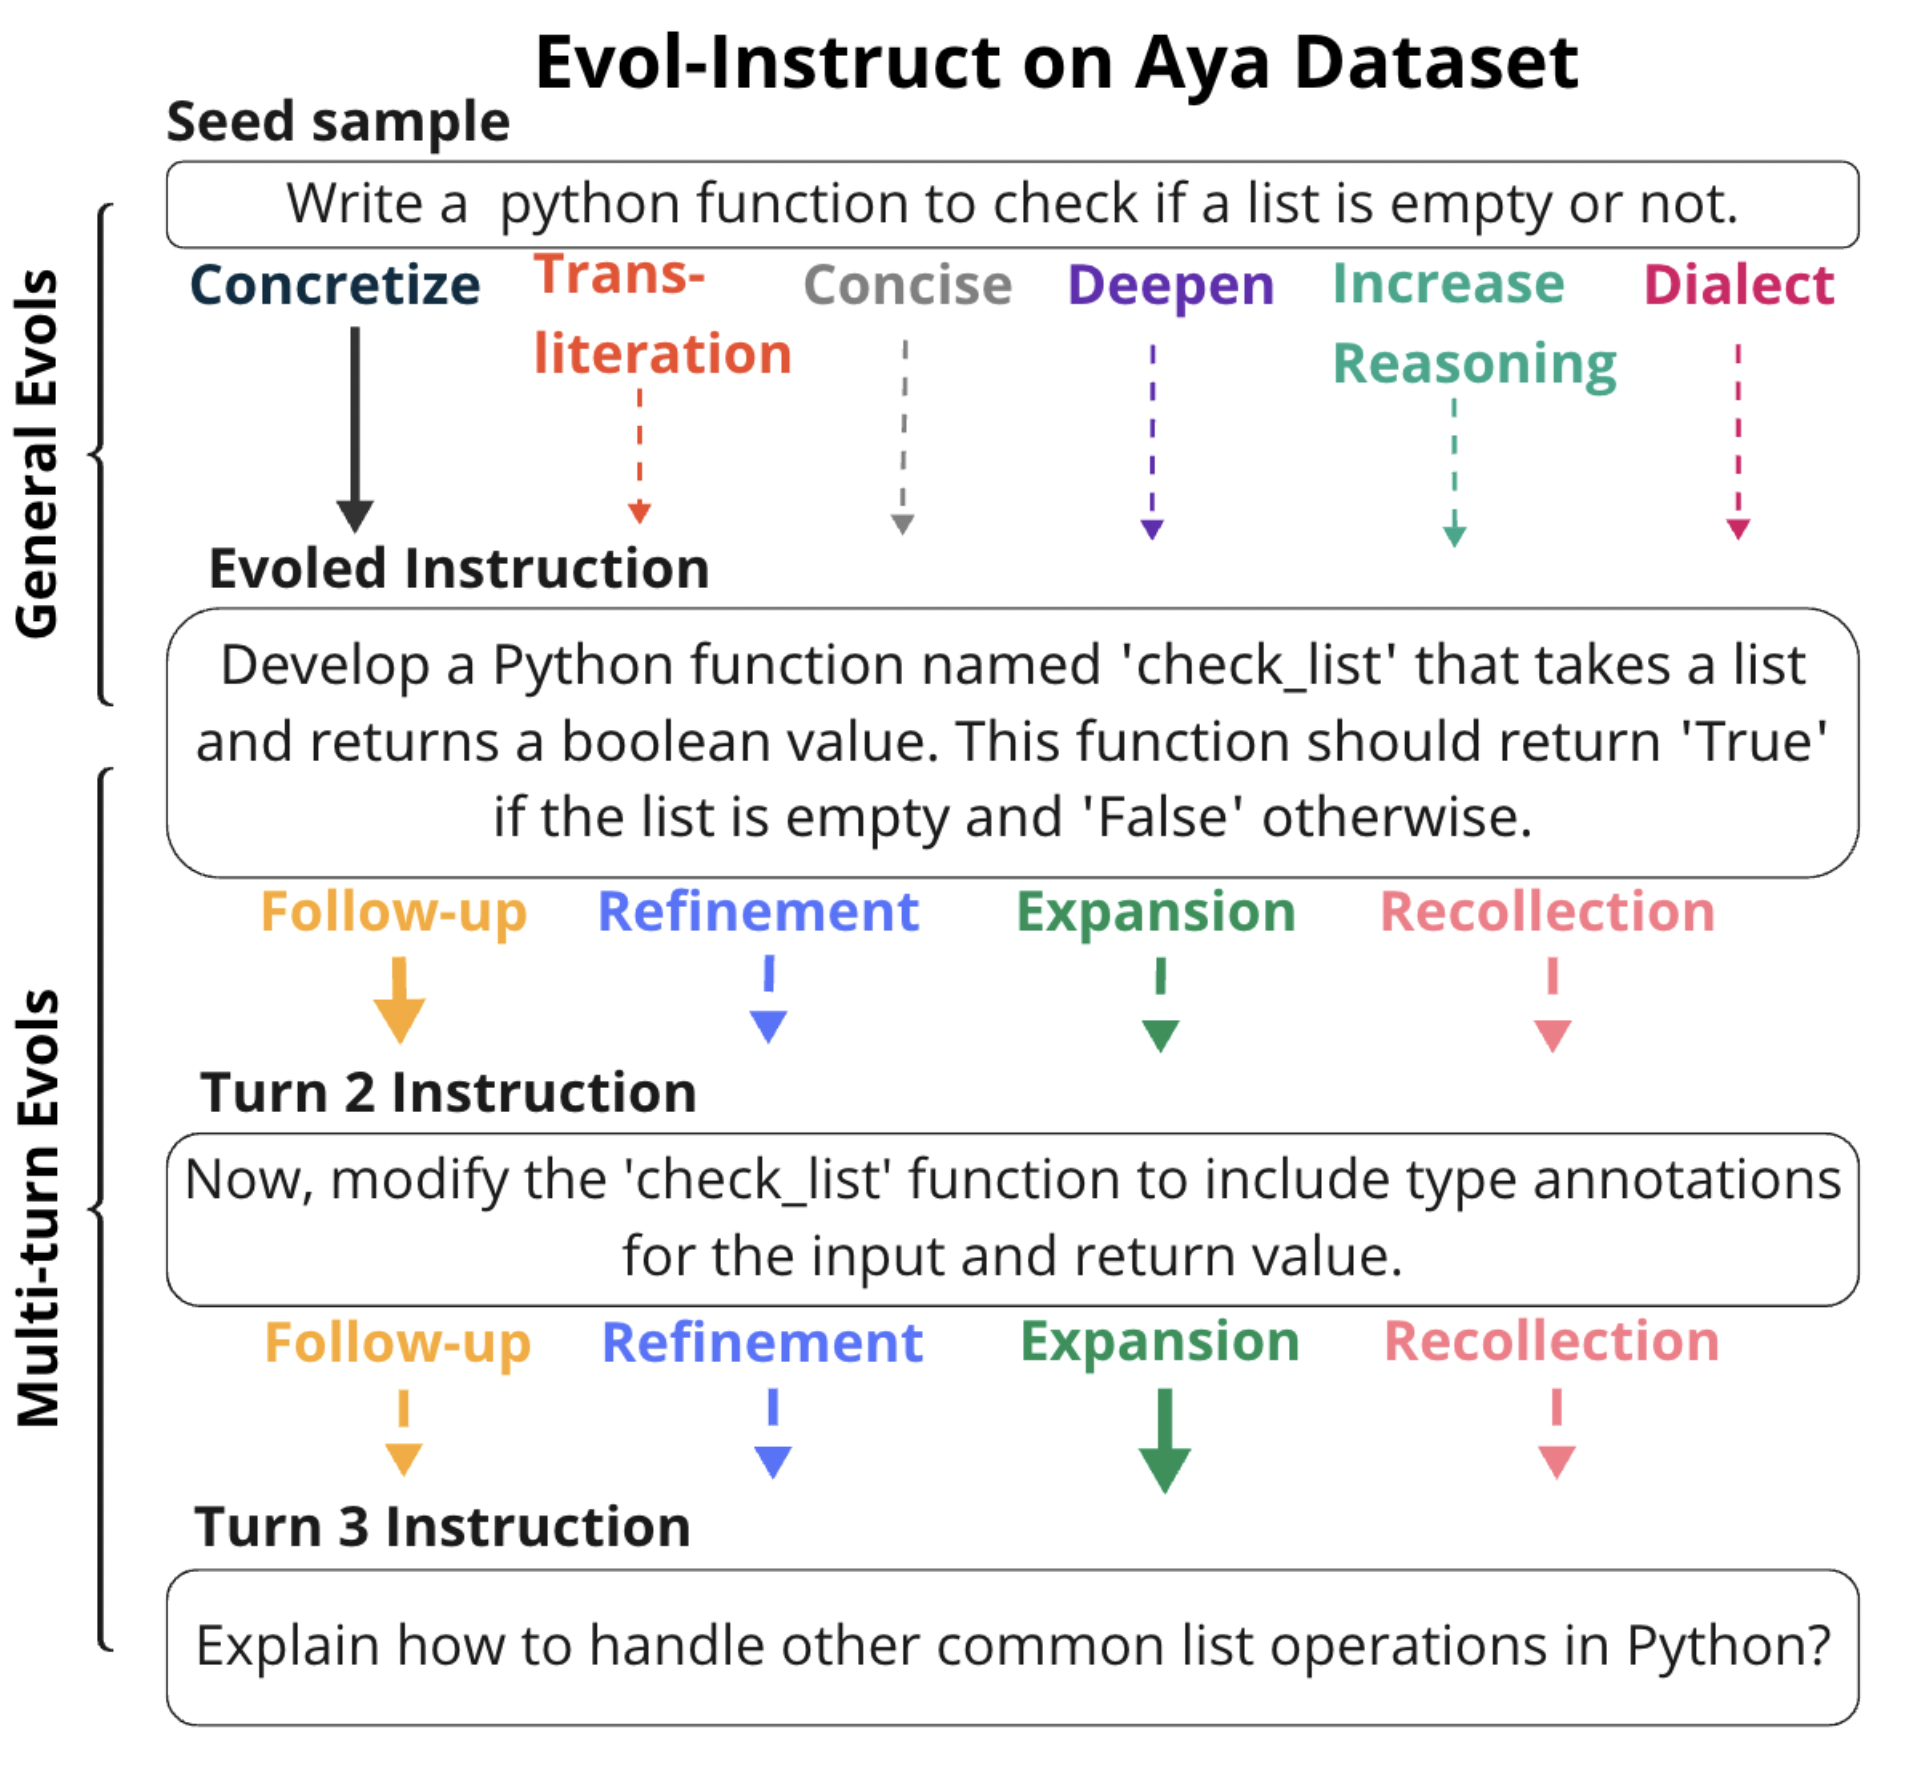 Evol-Instruct on Aya Dataset
Seed sample
Write a  python function to check if a list is empty or not.
General Evols
Concretize
Trans-
literation
Concise
Deepen
Increase
Reasoning
Dialect
Evoled Instruction
Develop a Python function named 'check_list' that takes a list
and returns a boolean value. This function should return 'True'
if the list is empty and 'False' otherwise.
Multi-turn Evols
Follow-up
Refinement
Expansion
Recollection
Turn 2 Instruction
Now, modify the 'check_list' function to include type annotations
for the input and return value.
Follow-up
Refinement
Expansion
Recollection
Turn 3 Instruction
Explain how to handle other common list operations in Python?